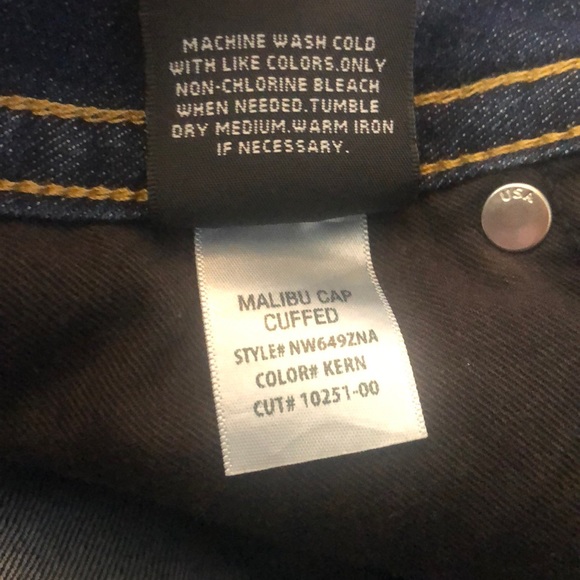 MACHINE WASH COLD
WITH LIKE COLORS.ONLY
NON-CHLORINE BLEACH
WHEN NEEDED.TUMBLE
DRY MEDIUM.WARM IRON
IF NECESSARY.
USA
MALIBU CAP
CUFFED
STYLE# NW649ZNA
COLOR# KERN
CUT# 10251-00